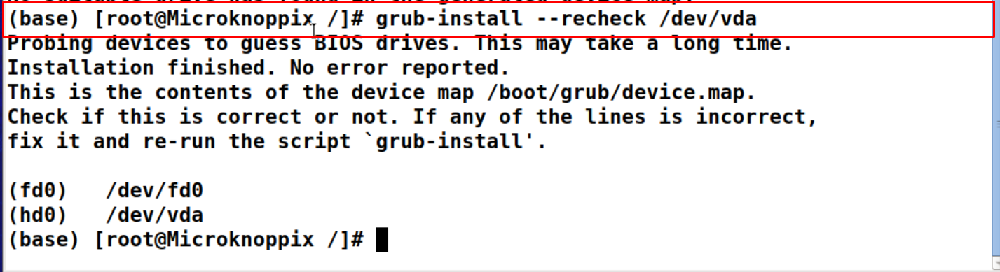 (base) [root@Microknoppix /]# grub-install --recheck /dev/vda
Probing devices to guess BIOS drives. This may take a long time.
Installation finished. No error reported.
This is the contents of the device map /boot/grub/device.map.
Check if this is correct or not. If any of the lines is incorrect,
fix it and re-run the script `grub-install'.
(fd0)   /dev/fd0
(hd0)   /dev/vda
(base) [root@Microknoppix /]#